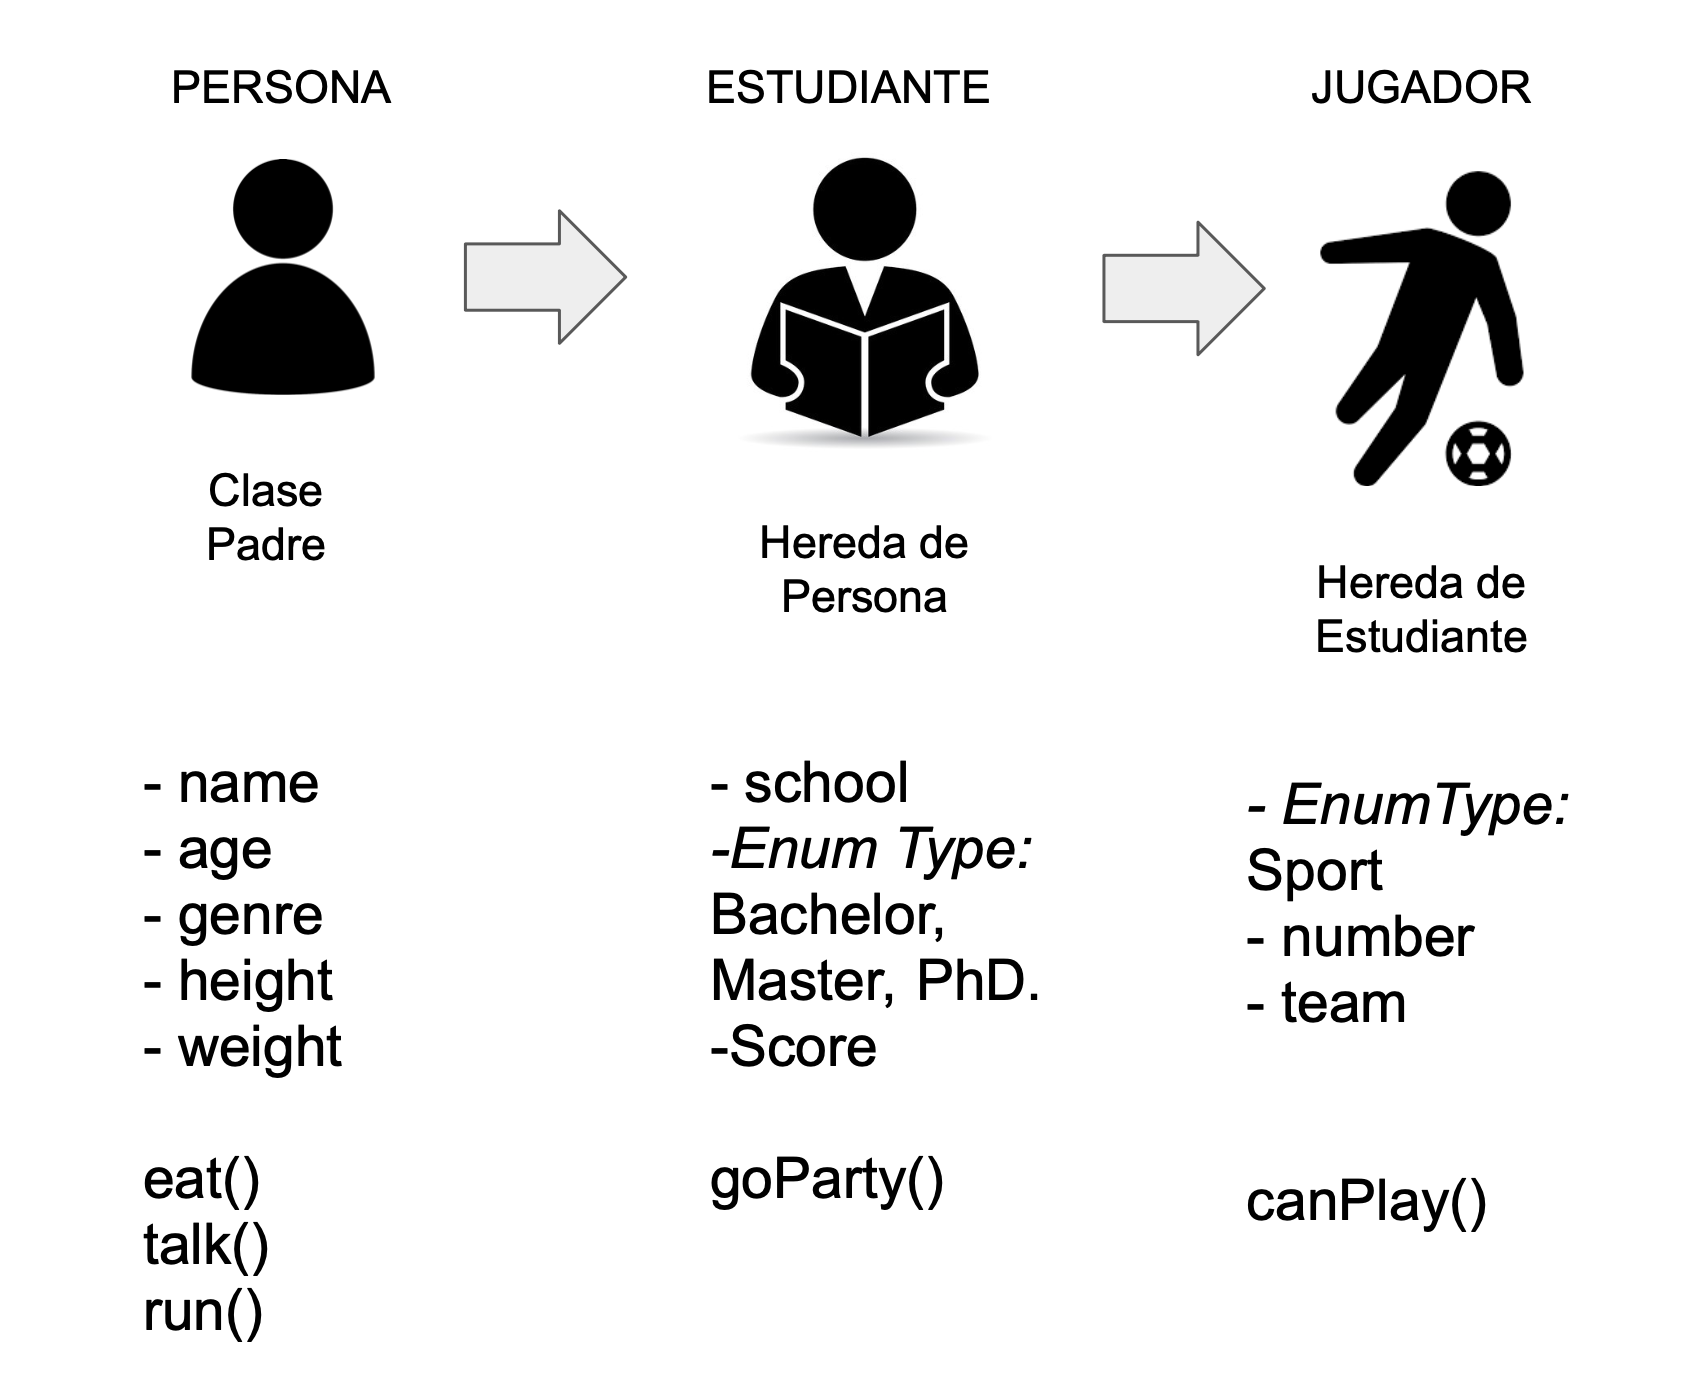 PERSONA
Clase
Padre
- name
- age
- genre
- height
- weight
eat()
talk()
run()
ESTUDIANTE
Hereda de
Persona
- school
-Enum Type:
Bachelor,
Master, PhD.
-Score
goParty()
JUGADOR
Hereda de
Estudiante
- EnumType:
Sport
- number
- team
canPlay()